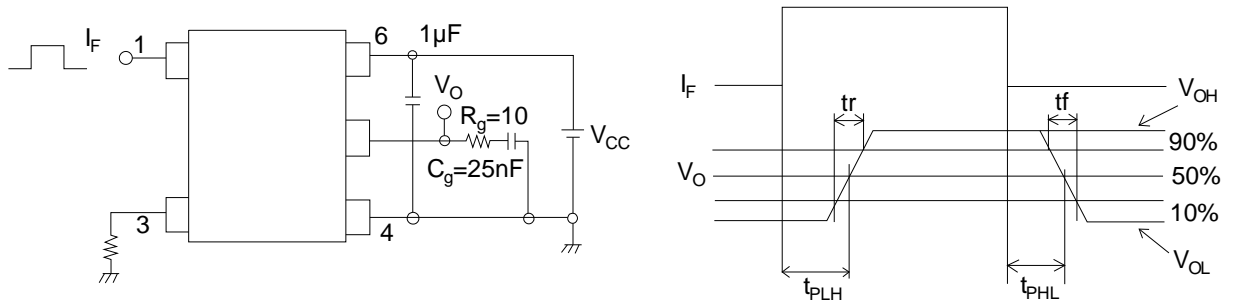 I_F
1
6
1μF
V_O
R_g=10
C_g=25nF
V_CC
3
4
I_F
tr
tf
V_OH
90%
V_O
50%
10%
V_OL
t_PLH
t_PHL